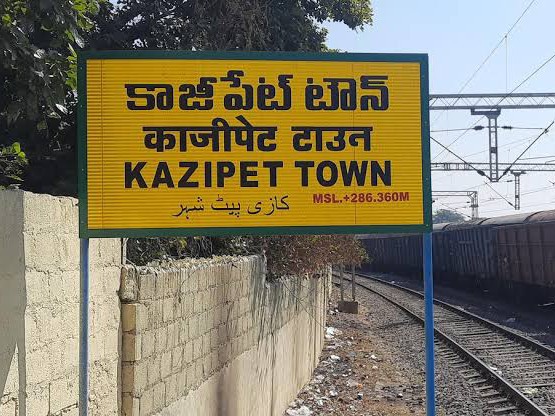 కాజీపేట్ టౌన్
काजीपेट टाउन
KAZIPET TOWN
کازی پیٹ شہر
MSL.+286.360M